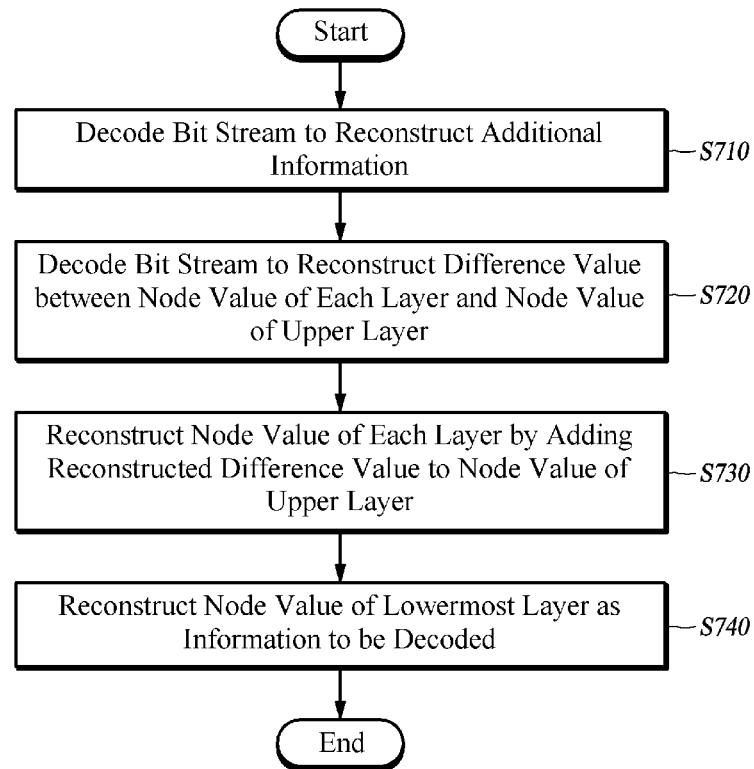 Start
Decode Bit Stream to Reconstruct Additional
Information
S710
Decode Bit Stream to Reconstruct Difference Value
between Node Value of Each Layer and Node Value
of Upper Layer
S720
Reconstruct Node Value of Each Layer by Adding
Reconstructed Difference Value to Node Value of
Upper Layer
S730
Reconstruct Node Value of Lowermost Layer as
Information to be Decoded
S740
End